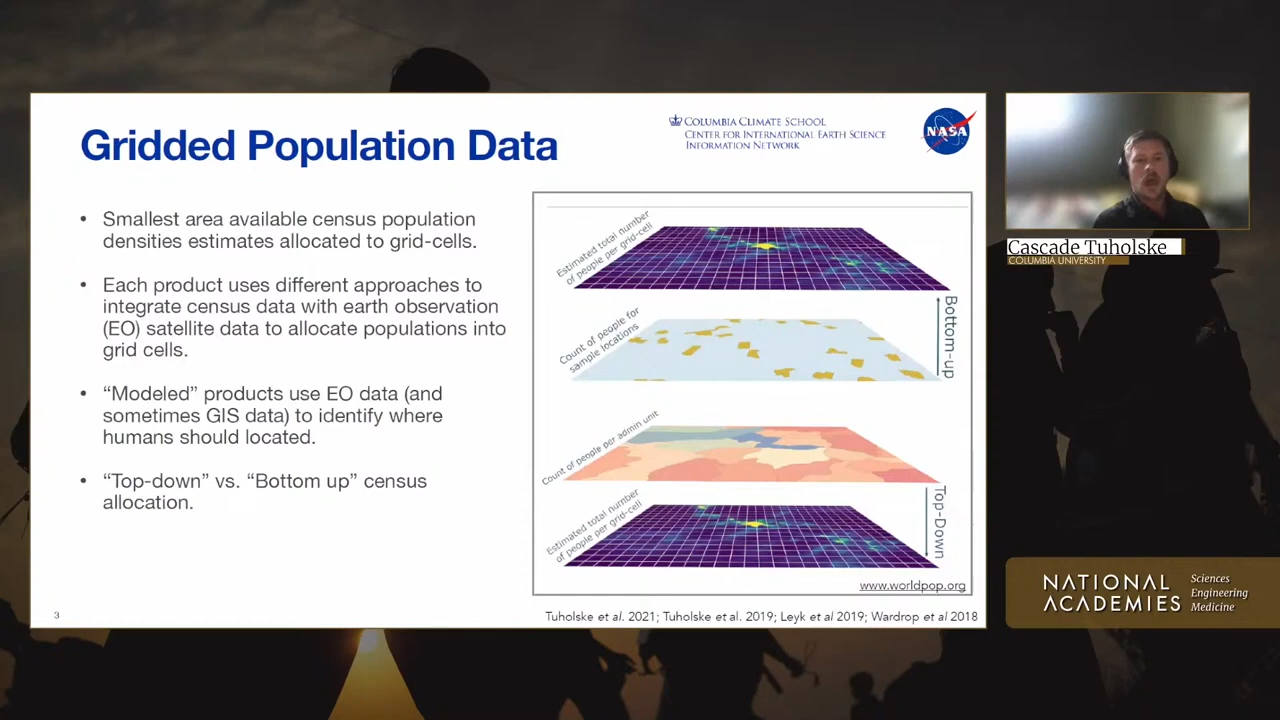 Gridded Population Data
COLUMBIA CLIMATE SCHOOL
CENTER FOR INTERNATIONAL EARTH SCIENCE
INFORMATION NETWORK
NASA
• Smallest area available census population
densities estimates allocated to grid-cells.
• Each product uses different approaches to
integrate census data with earth observation
(EO) satellite data to allocate populations into
grid cells.
• “Modeled” products use EO data (and
sometimes GIS data) to identify where
humans should located.
• “Top-down” vs. “Bottom up” census
allocation.
Estimated total number
of people per grid-cell
Count of people for
sample locations
Bottom-up
Count of people per admin unit
Estimated total number
of people per grid-cell
Top-Down
www.worldpop.org
3
Tuholske et al. 2021; Tuholske et al. 2019; Leyk et al 2019; Wardrop et al 2018
Cascade Tuholske
COLUMBIA UNIVERSITY
NATIONAL
ACADEMIES
Sciences
Engineering
Medicine